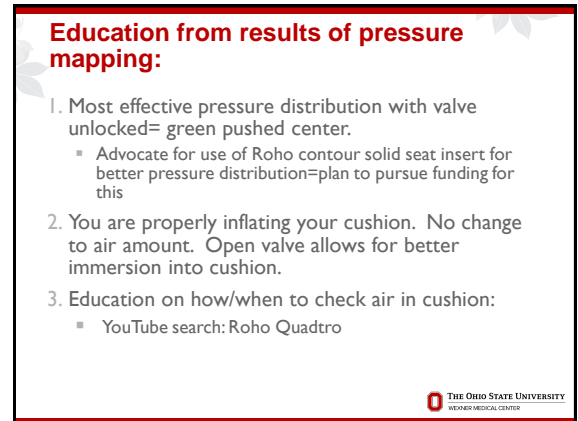 Education from results of pressure
mapping:
1. Most effective pressure distribution with valve
unlocked= green pushed center.
▪ Advocate for use of Roho contour solid seat insert for
better pressure distribution=plan to pursue funding for
this
2. You are properly inflating your cushion. No change
to air amount. Open valve allows for better
immersion into cushion.
3. Education on how/when to check air in cushion:
▪ YouTube search: Roho Quadtro
THE OHIO STATE UNIVERSITY
WEXNER MEDICAL CENTER